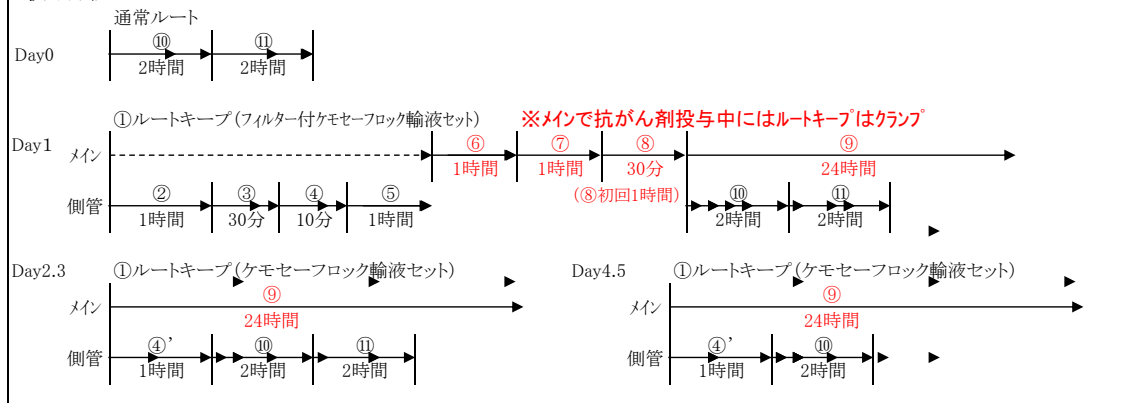 通常ルート
Day0
⑩ ⑪
2時間 2時間
①ルートキープ(フィルター付ケモセーフロック輸液セット) ※メインで抗がん剤投与中にはルートキープはクランプ
Day1 メイン ⑥ ⑦ ⑧ ⑨
1時間 1時間 30分 24時間
側管 ② ③ ④ ⑤ (⑧初回1時間) ⑩ ⑪
1時間 30分 10分 1時間 2時間 2時間
Day2.3 ①ルートキープ(ケモセーフロック輸液セット) Day4.5 ①ルートキープ(ケモセーフロック輸液セット)
メイン ⑨ メイン ⑨
24時間 24時間
側管 ④' ⑩ ⑪ 側管 ④' ⑩
1時間 2時間 2時間 1時間 2時間